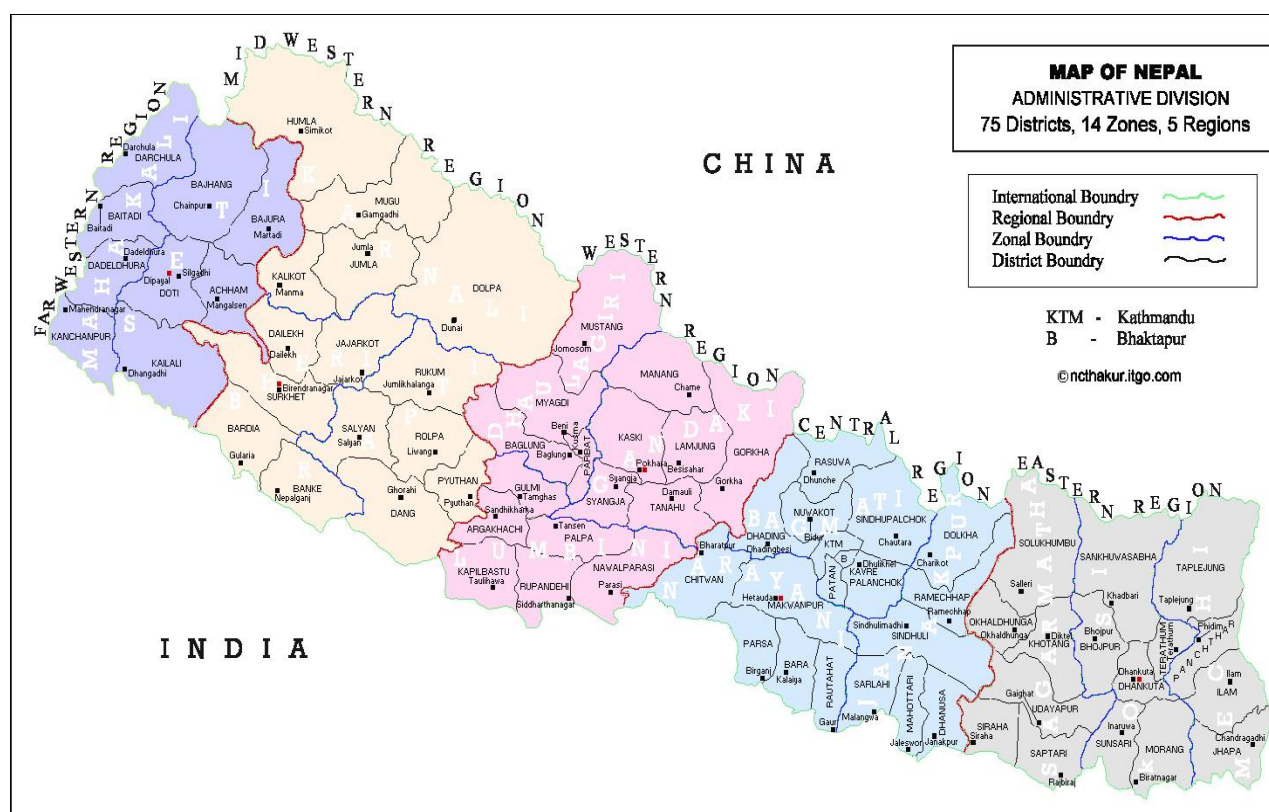 MAP OF NEPAL
ADMINISTRATIVE DIVISION
75 Districts, 14 Zones, 5 Regions
International Boundry
Regional Boundry
Zonal Boundry
District Boundry
KTM - Kathmandu
B - Bhaktapur
©ncthakur.itgo.com
CHINA
INDIA
FAR WESTERN REGION
MID WESTERN REGION
WESTERN REGION
CENTRAL REGION
EASTERN REGION
MAHAKALI
SETI
KARNALI
BHERI
RAPTI
DHAULAGIRI
GANDAKI
LUMBINI
BAGMATI
NARAYANI
JANAKPUR
SAGARMATHA
KOSI
MECHI
Darchula
DARCHULA
BAJHANG
Chainpur
BAITADI
Baitadi
BAJURA
Martadi
Dadeldhura
DADELDHURA
Dipayal
Silgadhi
DOTI
ACHHAM
Mangalsen
Mahendranagar
KANCHANPUR
KAILALI
Dhangadhi
HUMLA
Simikot
MUGU
Gamgadhi
Jumla
JUMLA
KALIKOT
Manma
DOLPA
Dunai
DAILEKH
Dailekh
JAJARKOT
Jajarkot
RUKUM
Jumlikhalanga
Birendranagar
SURKHET
BARDIA
Gularia
SALYAN
Salyan
ROLPA
Livrang
BANKE
Nepalganj
Ghorahi
DANG
PYUTHAN
Pyuthan
MUSTANG
Jomosom
MANANG
Chame
MYAGDI
Beni
Kusma
BAGLUNG
Baglung
PARBAT
KASKI
Pokhara
LAMJUNG
Besisahar
GORKHA
Gorkha
GULMI
Tamghas
Syangja
SYANGJA
Damauli
TANAHU
Sandhikharka
ARGAKHACHI
Tansen
PALPA
KAPILBASTU
Taulihawa
RUPANDEHI
Siddharthanagar
NAWALPARASI
Parasi
RASUWA
Dhunche
NUWAKOT
Bidur
SINDHUPALCHOK
Chautara
DHADING
Dhadingbesi
KTM
B
Dhulikhel
KAVRE
PALANCHOK
PATAN
DOLKHA
Charikot
Bharatpur
CHITWAN
Hetauda
MAKWANPUR
RAMECHHAP
Ramechhap
Sindhulimadhi
SINDHULI
PARSA
Birganj
BARA
Kalaiya
RAUTAHAT
Gaur
SARLAHI
Malangwa
MAHOTTARI
Jaleswor
DHANUSA
Janakpur
SOLUKHUMBU
Salleri
SANKHUVASABHA
Khadbari
TAPLEJUNG
Taplejung
OKHALDHUNGA
Okhaldhunga
KHOTANG
Diktel
Bhojpur
BHOJPUR
TERATHUM
Terathum
Phidim
PANCHTHAR
Dhankuta
DHANKUTA
Ilam
ILAM
Gaighat
UDAYAPUR
SIRAHA
Siraha
SAPTARI
Rajbiraj
Inaruwa
SUNSARI
MORANG
Biratnagar
Chandragadhi
JHAPA